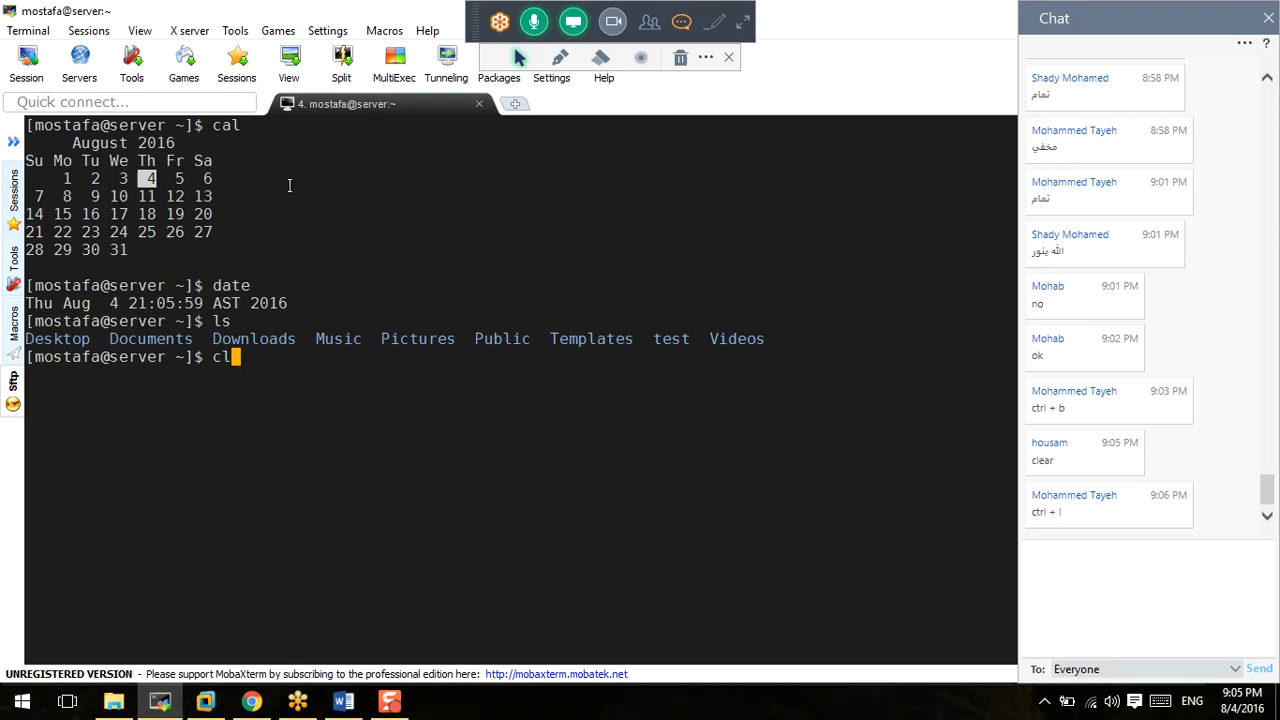 mostafa@server:~
Terminal Sessions View X server Tools Games Settings Macros Help
Session Servers Tools Games Sessions View Split MultiExec Tunneling Packages Settings Help
Quick connect...
4. mostafa@server:~
[mostafa@server ~]$ cal
August 2016
Su Mo Tu We Th Fr Sa
1 2 3 4 5 6
7 8 9 10 11 12 13
14 15 16 17 18 19 20
21 22 23 24 25 26 27
28 29 30 31
[mostafa@server ~]$ date
Thu Aug  4 21:05:59 AST 2016
[mostafa@server ~]$ ls
Desktop Documents Downloads Music Pictures Public Templates test Videos
[mostafa@server ~]$ cl
Sessions
Tools
Macros
Sftp
UNREGISTERED VERSION - Please support MobaXterm by subscribing to the professional edition here: http://mobaxterm.mobatek.net
Chat
?
Shady Mohamed 8:58 PM
تمام
Mohammed Tayeh 8:58 PM
مخفي
Mohammed Tayeh 9:01 PM
تمام
Shady Mohamed 9:01 PM
الله ينور
Mohab 9:01 PM
no
Mohab 9:02 PM
ok
Mohammed Tayeh 9:03 PM
ctrl + b
housam 9:05 PM
clear
Mohammed Tayeh 9:06 PM
ctrl + l
To: Everyone Send
ENG
9:05 PM
8/4/2016